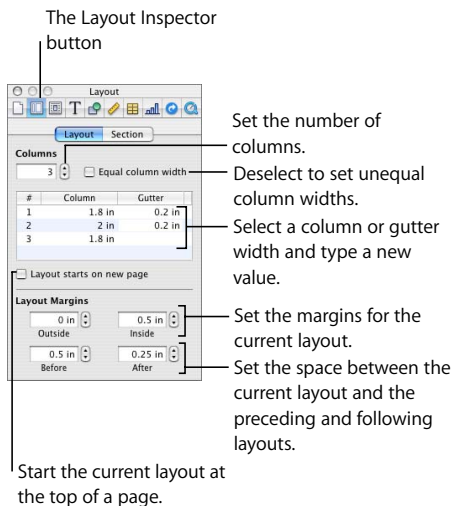 The Layout Inspector
button
Layout
Layout Section
Columns
3 Equal column width
# Column Gutter
1 1.8 in 0.2 in
2 2 in 0.2 in
3 1.8 in
Layout starts on new page
Layout Margins
0 in 0.5 in
Outside Inside
0.5 in 0.25 in
Before After
Set the number of
columns.
Deselect to set unequal
column widths.
Select a column or gutter
width and type a new
value.
Set the margins for the
current layout.
Set the space between the
current layout and the
preceding and following
layouts.
Start the current layout at
the top of a page.